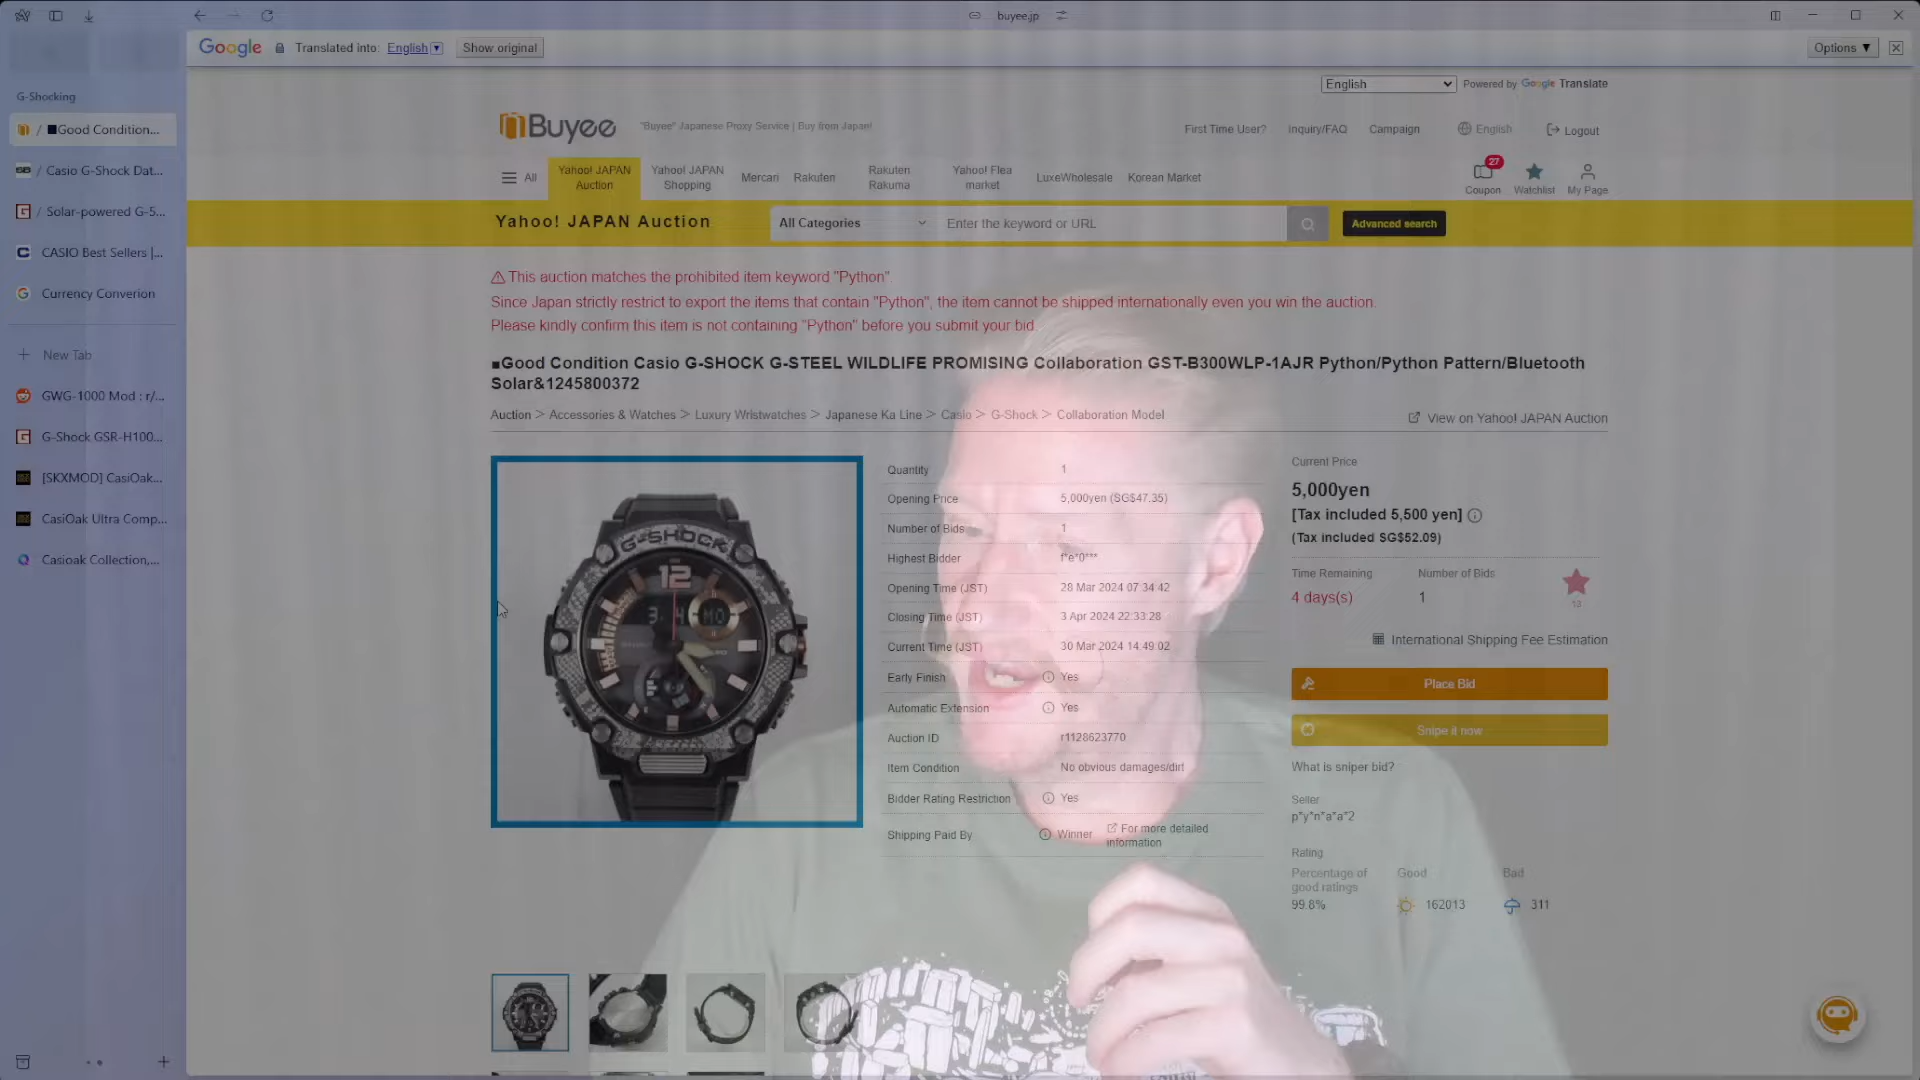 buyee.jp
Google
Translated into:
English
Show original
Options ▼
G-Shocking
/ ■Good Condition...
/ Casio G-Shock Dat...
/ Solar-powered G-5...
CASIO Best Sellers |...
Currency Converion
New Tab
GWG-1000 Mod : r/...
G-Shock GSR-H100...
[SKXMOD] CasiOak...
CasiOak Ultra Comp...
Casioak Collection,...
English
Powered by Google Translate
Buyee
"Buyee" Japanese Proxy Service | Buy from Japan!
First Time User?
Inquiry/FAQ
Campaign
English
Logout
All
Yahoo! JAPAN Auction
Yahoo! JAPAN Shopping
Mercari
Rakuten
Rakuten Rakuma
Yahoo! Flea market
LuxeWholesale
Korean Market
27
Coupon
Watchlist
My Page
Yahoo! JAPAN Auction
All Categories
Enter the keyword or URL
Advanced search
This auction matches the prohibited item keyword "Python".
Since Japan strictly restrict to export the items that contain "Python", the item cannot be shipped internationally even you win the auction.
Please kindly confirm this item is not containing "Python" before you submit your bid.
■Good Condition Casio G-SHOCK G-STEEL WILDLIFE PROMISING Collaboration GST-B300WLP-1AJR Python/Python Pattern/Bluetooth
Solar&1245800372
Auction > Accessories & Watches > Luxury Wristwatches > Japanese Ka Line > Casio > G-Shock > Collaboration Model
View on Yahoo! JAPAN Auction
G-SHOCK
12
MO
Quantity 1
Opening Price 5,000yen (SG$47.35)
Number of Bids 1
Highest Bidder f*e*0***
Opening Time (JST) 28 Mar 2024 07:34:42
Closing Time (JST) 3 Apr 2024 22:33:28
Current Time (JST) 30 Mar 2024 14:49:02
Early Finish Yes
Automatic Extension Yes
Auction ID r1128623770
Item Condition No obvious damages/dirt
Bidder Rating Restriction Yes
Shipping Paid By Winner For more detailed
information
Current Price
5,000yen
[Tax included 5,500 yen]
(Tax included SG$52.09)
Time Remaining
Number of Bids
4 days(s)
1
13
International Shipping Fee Estimation
Place Bid
Snipe it now
What is sniper bid?
Seller
p*y*n*a*a*2
Rating
Percentage of good ratings
Good
Bad
99.8%
162013
311